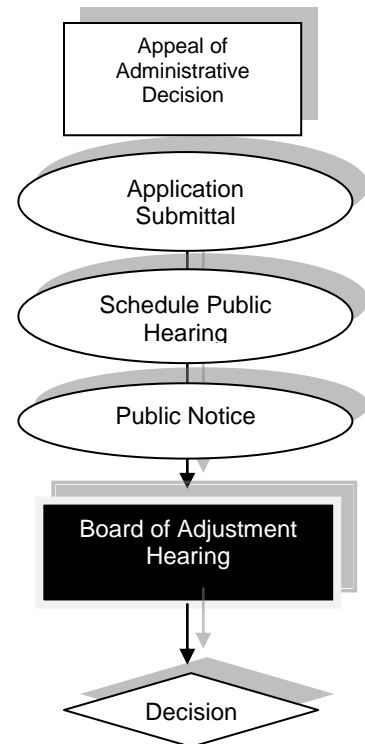 Appeal of
Administrative
Decision
Application
Submittal
Schedule Public
Hearing
Public Notice
Board of Adjustment
Hearing
Decision